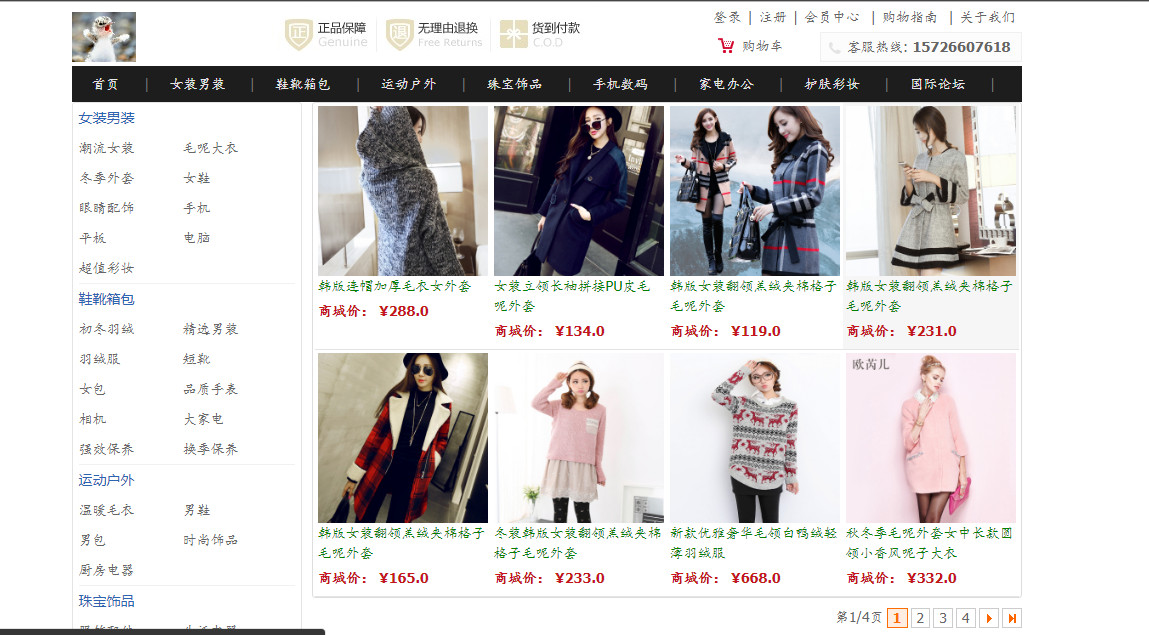 登录 | 注册 | 会员中心 | 购物指南 | 关于我们
正品保障
Genuine
无理由退换
Free Returns
货到付款
C.O.D
正
退
购物车
客服热线: 15726607618
首页 | 女装男装 | 鞋靴箱包 | 运动户外 | 珠宝饰品 | 手机数码 | 家电办公 | 护肤彩妆 | 国际论坛 |
女装男装
潮流女装 毛呢大衣
冬季外套 女鞋
眼睛配饰 手机
平板 电脑
超值彩妆
鞋靴箱包
初冬羽绒 精选男装
羽绒服 短靴
女包 品质手表
相机 大家电
强效保养 换季保养
运动户外
温暖毛衣 男鞋
男包 时尚饰品
厨房电器
珠宝饰品
韩版连帽加厚毛衣女外套
商城价: ¥288.0
女装立领长袖拼接PU皮毛
呢外套
商城价: ¥134.0
韩版女装翻领羔绒夹棉格子
毛呢外套
商城价: ¥119.0
韩版女装翻领羔绒夹棉格子
毛呢外套
商城价: ¥231.0
欧芮儿
韩版女装翻领羔绒夹棉格子
毛呢外套
商城价: ¥165.0
冬装韩版女装翻领羔绒夹棉
格子毛呢外套
商城价: ¥233.0
新款优雅奢华毛领白鸭绒轻
薄羽绒服
商城价: ¥668.0
秋冬季毛呢外套女中长款圆
领小香风呢子大衣
商城价: ¥332.0
第1/4页 1 2 3 4